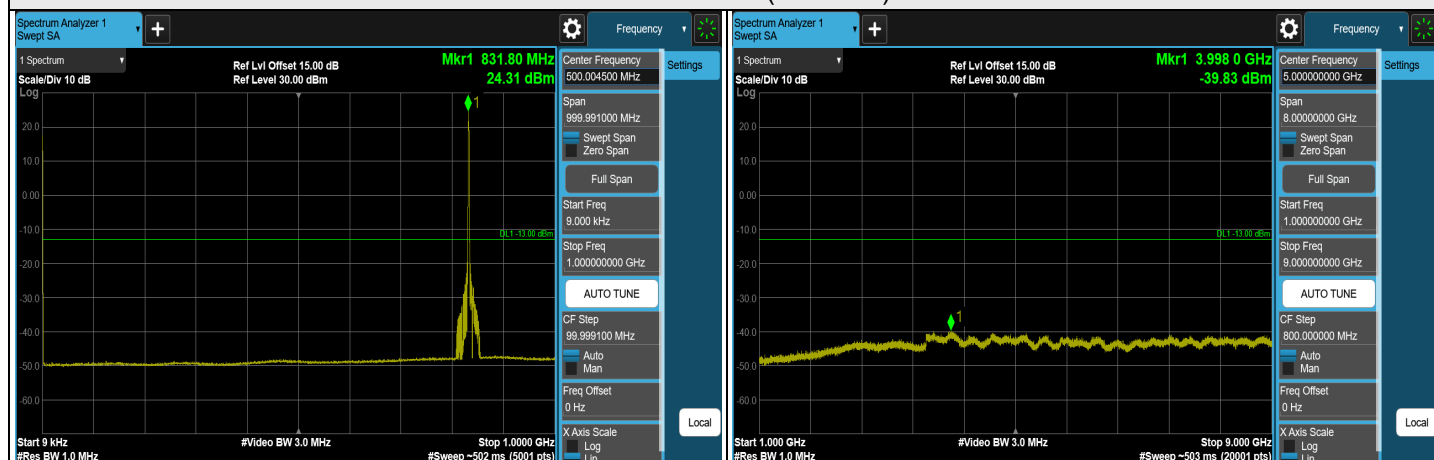 Spectrum Analyzer 1
Swept SA
Frequency
1 Spectrum
Scale/Div 10 dB
Log
Ref Lvl Offset 15.00 dB
Ref Level 30.00 dBm
Mkr1 831.80 MHz
24.31 dBm
1
20.0
10.0
0.00
-10.0
-20.0
-30.0
-40.0
-50.0
-60.0
DL1 -13.00 dBm
Start 9 kHz
#Res BW 1.0 MHz
#Video BW 3.0 MHz
Stop 1.0000 GHz
#Sweep ~502 ms (5001 pts)
Center Frequency
500.004500 MHz
Settings
Span
999.991000 MHz
Swept Span
Zero Span
Full Span
Start Freq
9.000 kHz
Stop Freq
1.000000000 GHz
AUTO TUNE
CF Step
99.999100 MHz
Auto
Man
Freq Offset
0 Hz
Local
X Axis Scale
Log
Lin
Spectrum Analyzer 1
Swept SA
Frequency
1 Spectrum
Scale/Div 10 dB
Log
Ref Lvl Offset 15.00 dB
Ref Level 30.00 dBm
Mkr1 3.998 0 GHz
-39.83 dBm
1
20.0
10.0
0.00
-10.0
-20.0
-30.0
-40.0
-50.0
-60.0
DL1 -13.00 dBm
Start 1.000 GHz
#Res BW 1.0 MHz
#Video BW 3.0 MHz
Stop 9.000 GHz
#Sweep ~503 ms (20001 pts)
Center Frequency
5.000000000 GHz
Settings
Span
8.00000000 GHz
Swept Span
Zero Span
Full Span
Start Freq
1.000000000 GHz
Stop Freq
9.000000000 GHz
AUTO TUNE
CF Step
800.000000 MHz
Auto
Man
Freq Offset
0 Hz
Local
X Axis Scale
Log
Lin